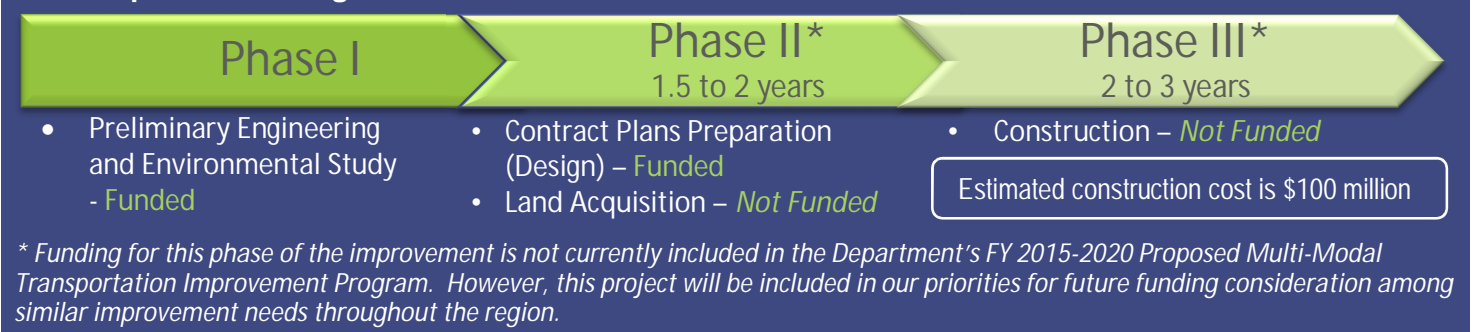 Phase I
Phase II*
1.5 to 2 years
Phase III*
2 to 3 years
• Preliminary Engineering
and Environmental Study
- Funded
• Contract Plans Preparation
(Design) – Funded
• Land Acquisition – Not Funded
• Construction – Not Funded
Estimated construction cost is $100 million
* Funding for this phase of the improvement is not currently included in the Department's FY 2015-2020 Proposed Multi-Modal
Transportation Improvement Program. However, this project will be included in our priorities for future funding consideration among
similar improvement needs throughout the region.